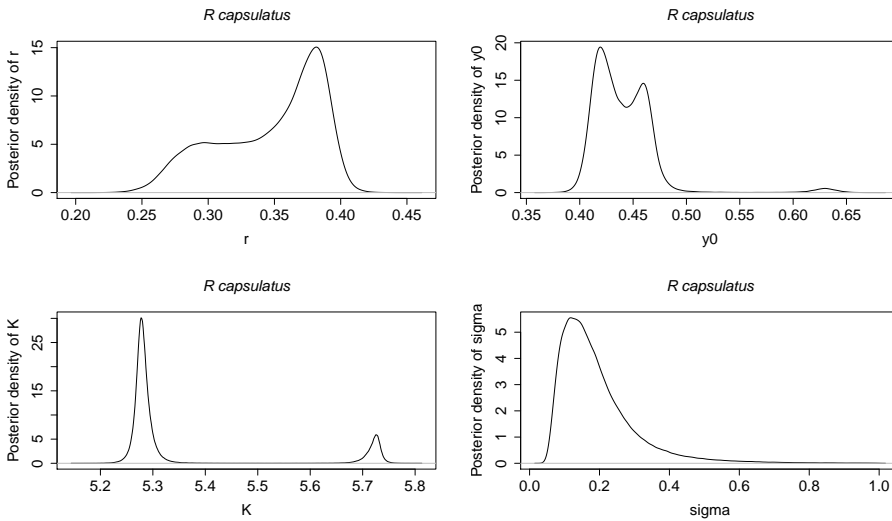 R capsulatus
Posterior density of r
15
10
5
0
0.20 0.25 0.30 0.35 0.40 0.45
r
R capsulatus
Posterior density of y0
20
15
10
5
0
0.35 0.40 0.45 0.50 0.55 0.60 0.65
y0
R capsulatus
Posterior density of K
25
15
5
0
5.2 5.3 5.4 5.5 5.6 5.7 5.8
K
R capsulatus
Posterior density of sigma
5
4
3
2
1
0
0.0 0.2 0.4 0.6 0.8 1.0
sigma